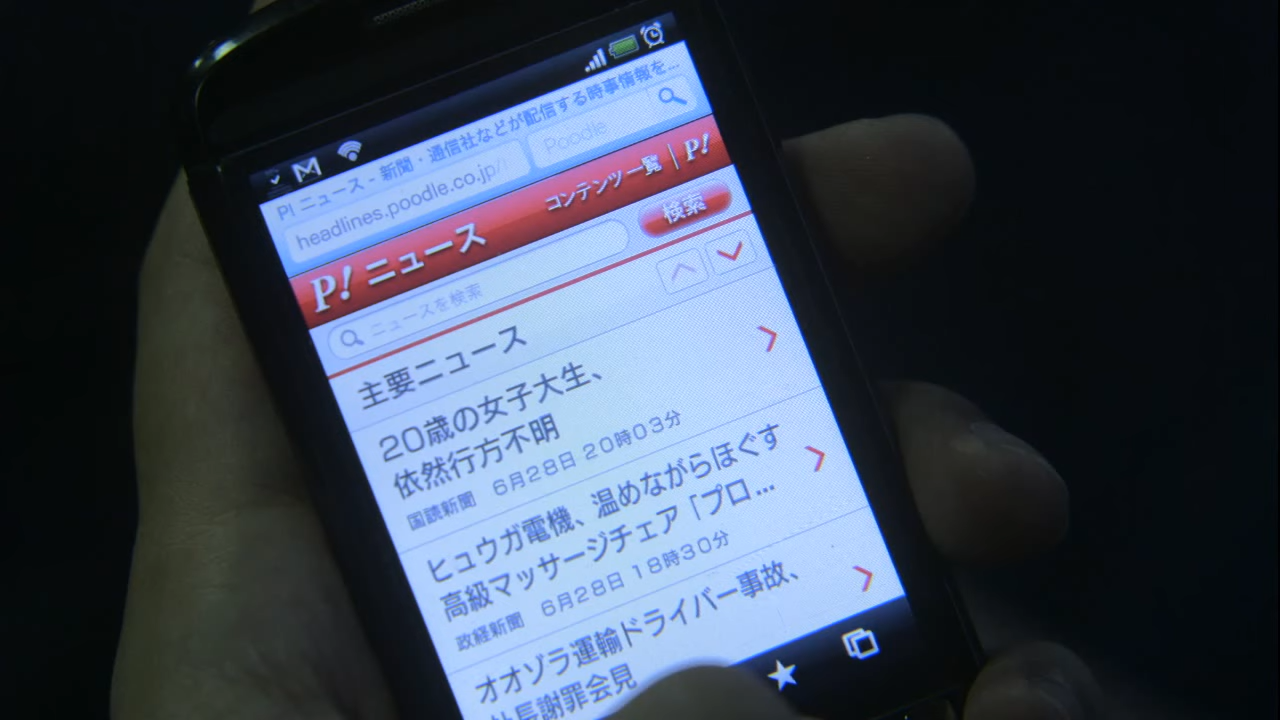 P! ニュース - 新聞・通信社などが配信する時事情報を...
headlines.poodle.co.jp/
Poodle
P! ニュース
コンテンツ一覧
P!
ニュースを検索
検索
主要ニュース
20歳の女子大生、
依然行方不明
国読新聞 6月28日 20時03分
ヒュウガ電機、温めながらほぐす
高級マッサージチェア「プロ...
政経新聞 6月28日 18時30分
オオゾラ運輸ドライバー事故、
社長謝罪会見